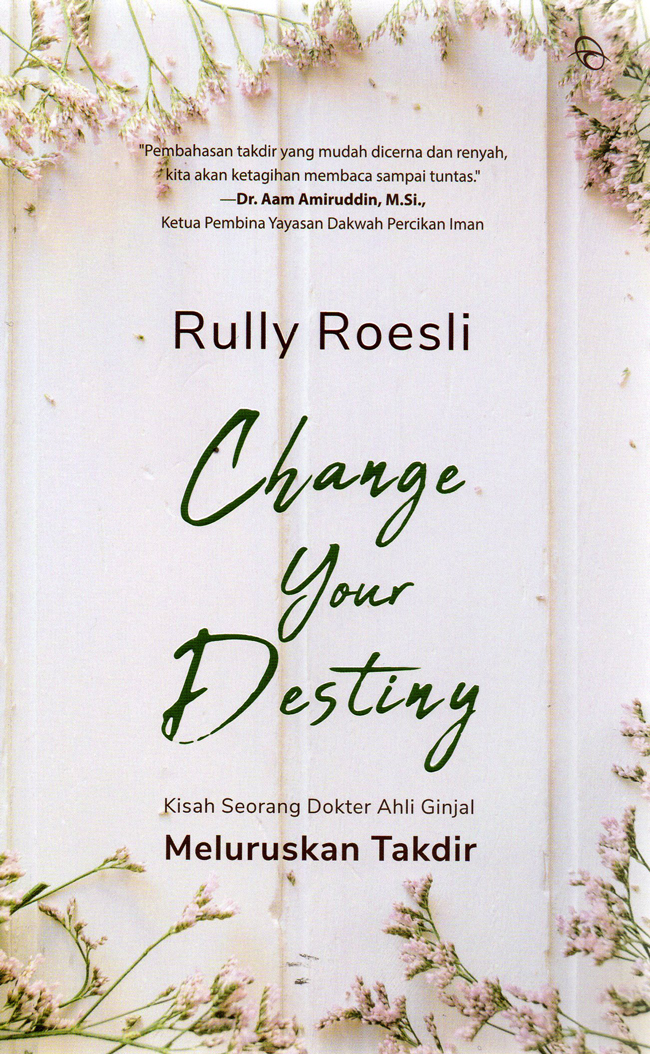 "Pembahasan takdir yang mudah dicerna dan renyah,
kita akan ketagihan membaca sampai tuntas."
—Dr. Aam Amiruddin, M.Si.,
Ketua Pembina Yayasan Dakwah Percikan Iman
Rully Roesli
Change
Your
Destiny
Kisah Seorang Dokter Ahli Ginjal
Meluruskan Takdir